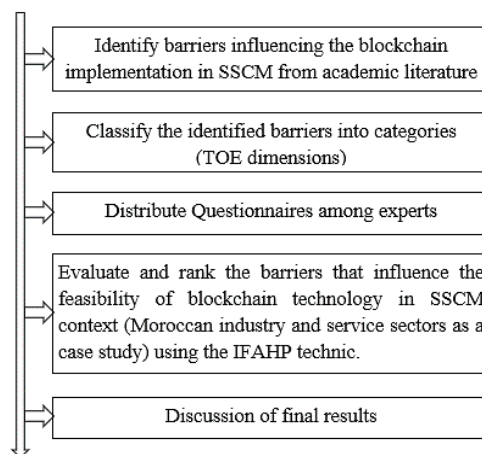 Identify barriers influencing the blockchain
implementation in SSCM from academic literature
Classify the identified barriers into categories
(TOE dimensions)
Distribute Questionnaires among experts
Evaluate and rank the barriers that influence the
feasibility of blockchain technology in SSCM
context (Moroccan industry and service sectors as a
case study) using the IFAHP technic.
Discussion of final results